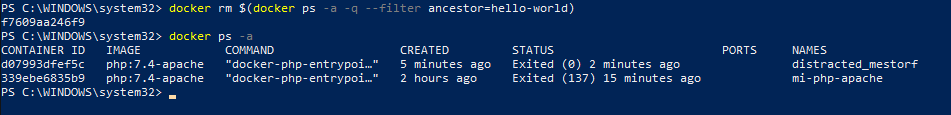 PS C:\WINDOWS\system32> docker rm $(docker ps -a -q --filter ancestor=hello-world)
f7609aa246f9
PS C:\WINDOWS\system32> docker ps -a
CONTAINER ID   IMAGE            COMMAND                  CREATED         STATUS                        PORTS     NAMES
d07993dfef5c   php:7.4-apache   "docker-php-entrypoi…"   5 minutes ago   Exited (0) 2 minutes ago                distracted_mestorf
339ebe6835b9   php:7.4-apache   "docker-php-entrypoi…"   2 hours ago     Exited (137) 15 minutes ago             mi-php-apache
PS C:\WINDOWS\system32>